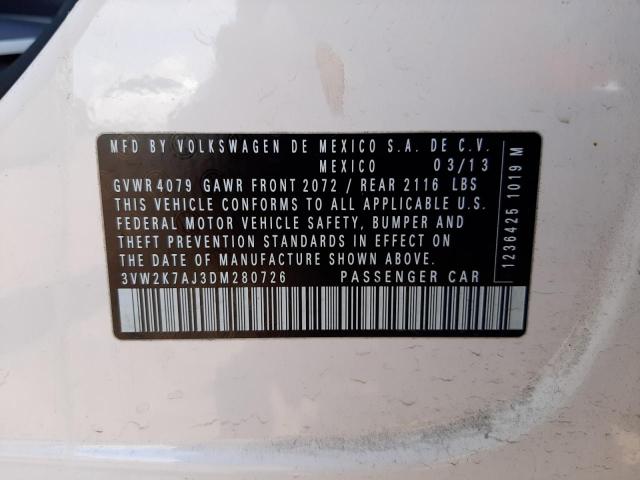 MFD BY VOLKSWAGEN DE MEXICO S.A. DE C.V.
MEXICO 03/13
GVWR 4079 GAWR FRONT 2072 / REAR 2116 LBS
THIS VEHICLE CONFORMS TO ALL APPLICABLE U.S.
FEDERAL MOTOR VEHICLE SAFETY, BUMPER AND
THEFT PREVENTION STANDARDS IN EFFECT ON
THE DATE OF MANUFACTURE SHOWN ABOVE.
3VW2K7AJ3DM280726 PASSENGER CAR
1236425 1019 M